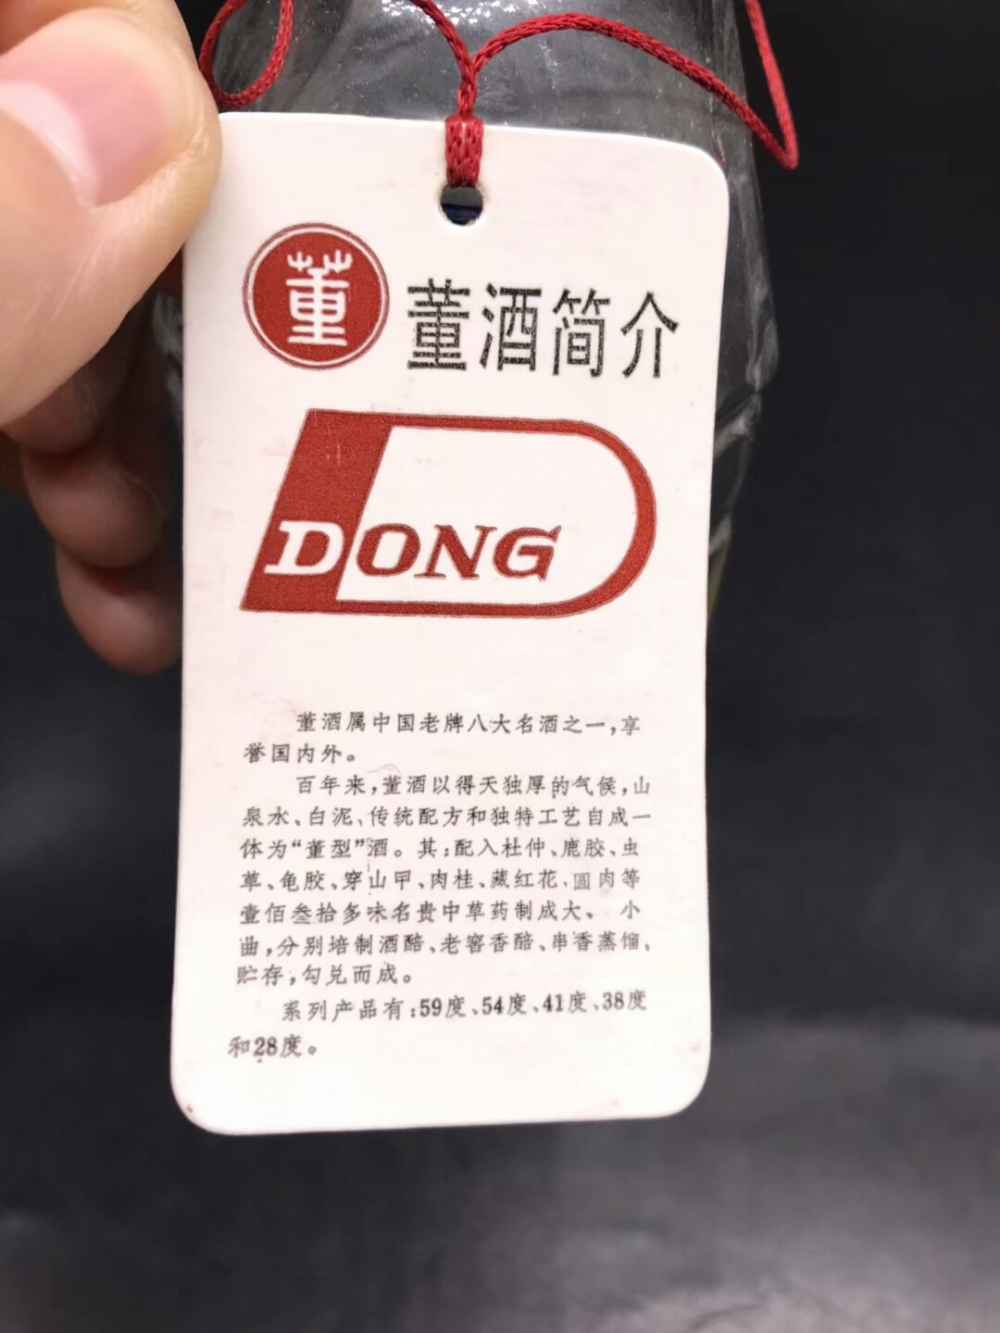 董
董酒简介
DONG
董酒属中国老牌八大名酒之一,享
誉国内外。
百年来,董酒以得天独厚的气候,山
泉水、白泥、传统配方和独特工艺自成一
体为“董型”酒。其:配入杜仲、鹿胶、虫
草、龟胶、穿山甲、肉桂、藏红花、圆肉等
壹佰叁拾多味名贵中草药制成大、小
曲,分别培制酒醅、老窖香醅、串香蒸馏,
贮存,勾兑而成。
系列产品有:59度、54度、41度、38度
和28度。